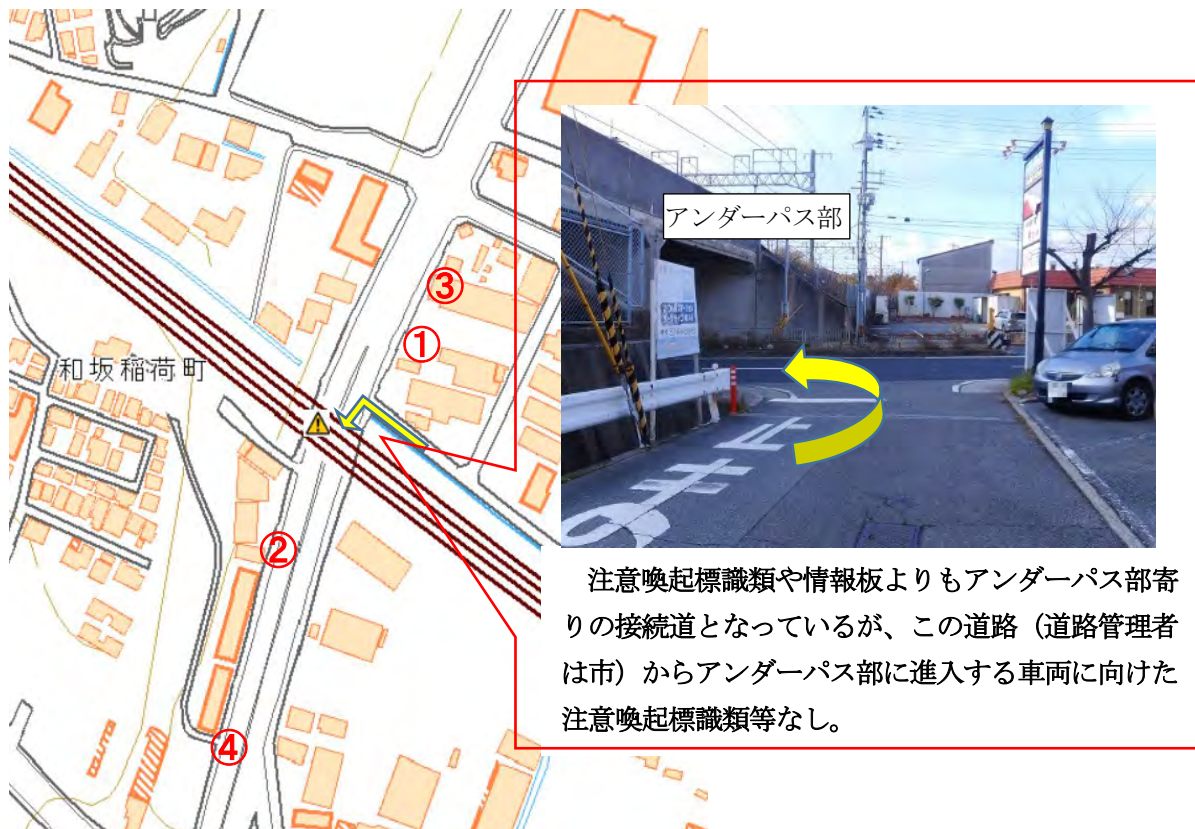 アンダーパス部
③
①
和坂稲荷町
②
④
止まれ
注意喚起標識類や情報板よりもアンダーパス部寄
りの接続道となっているが、この道路（道路管理者
は市）からアンダーパス部に進入する車両に向けた
注意喚起標識類等なし。